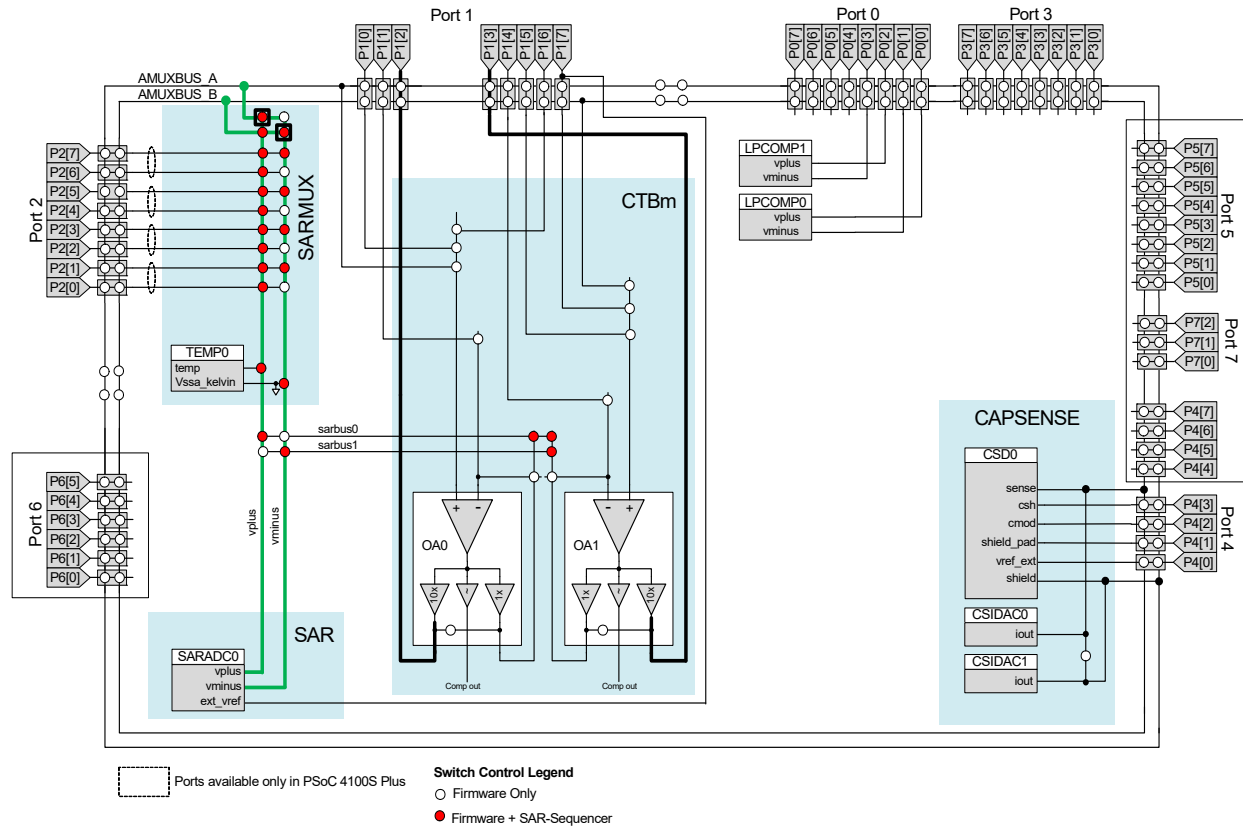 Port 1
Port 0
Port 3
P1[0]
P1[1]
P1[2]
P1[3]
P1[4]
P1[5]
P1[6]
P1[7]
P0[7]
P0[6]
P0[5]
P0[4]
P0[3]
P0[2]
P0[1]
P0[0]
P3[7]
P3[6]
P3[5]
P3[4]
P3[3]
P3[2]
P3[1]
P3[0]
AMUXBUS_A
AMUXBUS_B
Port 2
P2[7]
P2[6]
P2[5]
P2[4]
P2[3]
P2[2]
P2[1]
P2[0]
SARMUX
TEMP0
temp
Vssa_kelvin
CTBm
LPCOMP1
vplus
vminus
LPCOMP0
vplus
vminus
P5[7]
P5[6]
P5[5]
P5[4]
P5[3]
P5[2]
P5[1]
P5[0]
Port 5
P7[2]
P7[1]
P7[0]
Port 7
P4[7]
P4[6]
P4[5]
P4[4]
P4[3]
P4[2]
P4[1]
P4[0]
Port 4
sarbus0
sarbus1
vplus
vminus
Port 6
P6[5]
P6[4]
P6[3]
P6[2]
P6[1]
P6[0]
+ -
OA0
10x
~
1x
Comp out
- +
OA1
1x
~
10x
Comp out
CAPSENSE
CSD0
sense
csh
cmod
shield_pad
vref_ext
shield
CSIDAC0
iout
CSIDAC1
iout
SAR
SARADC0
vplus
vminus
ext_vref
Ports available only in PSoC 4100S Plus
Switch Control Legend
Firmware Only
Firmware + SAR-Sequencer